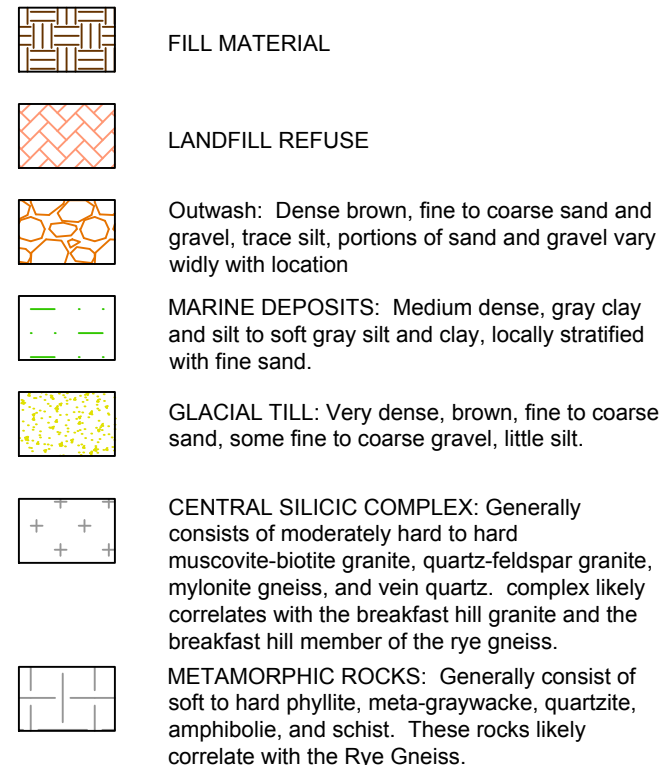 FILL MATERIAL
LANDFILL REFUSE
Outwash: Dense brown, fine to coarse sand and
gravel, trace silt, portions of sand and gravel vary
widly with location
MARINE DEPOSITS: Medium dense, gray clay
and silt to soft gray silt and clay, locally stratified
with fine sand.
GLACIAL TILL: Very dense, brown, fine to coarse
sand, some fine to coarse gravel, little silt.
CENTRAL SILICIC COMPLEX: Generally
consists of moderately hard to hard
muscovite-biotite granite, quartz-feldspar granite,
mylonite gneiss, and vein quartz. complex likely
correlates with the breakfast hill granite and the
breakfast hill member of the rye gneiss.
METAMORPHIC ROCKS: Generally consist of
soft to hard phyllite, meta-graywacke, quartzite,
amphibolie, and schist. These rocks likely
correlate with the Rye Gneiss.